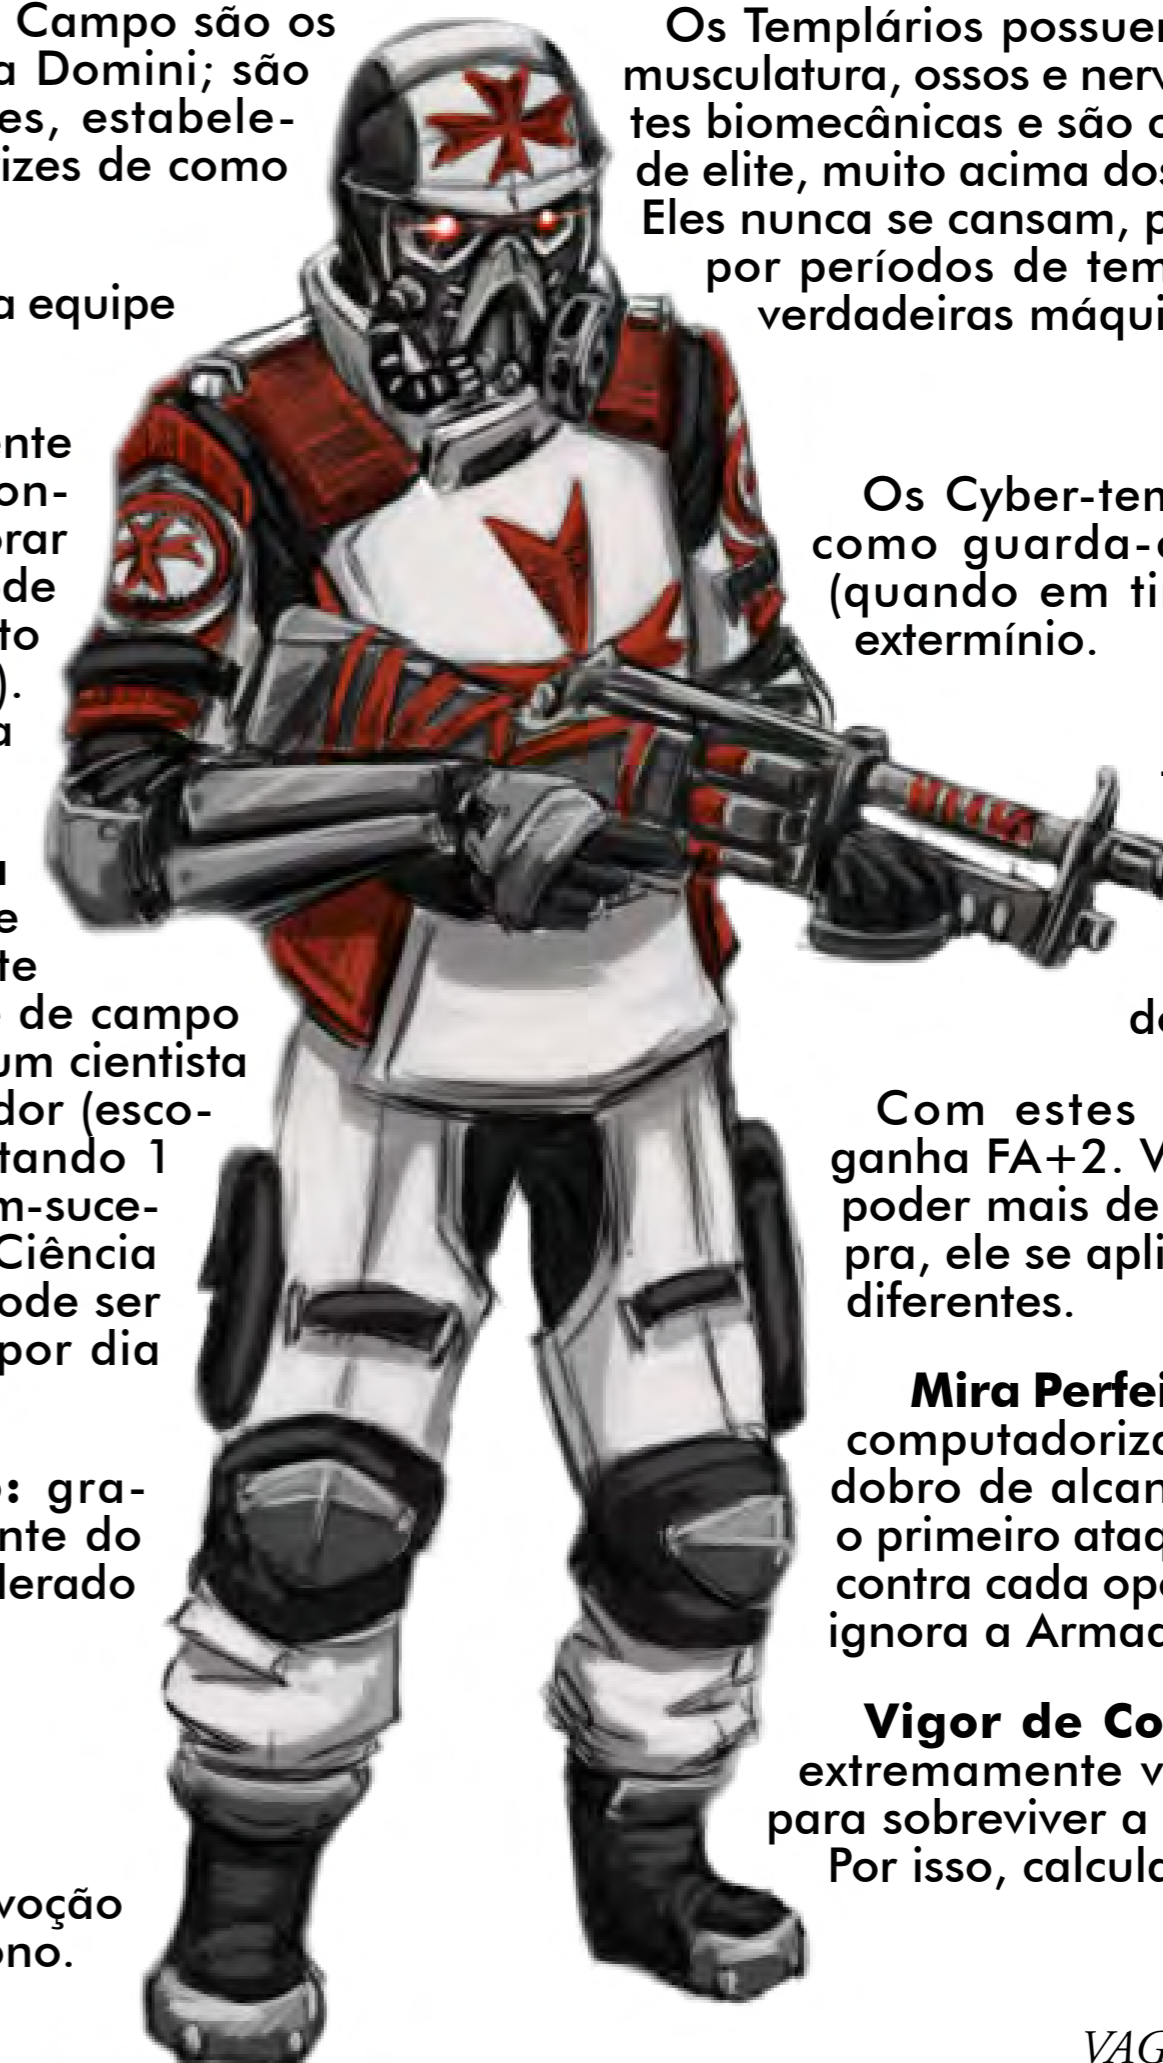 Campo são os
a Domini; são
es, estabele-
izes de como
a equipe
ente
on-
orar
de
to
).
a
e
te
de campo
um cientista
dor (esco-
tando 1
m-suce-
Ciência
ode ser
por dia
: gra-
nte do
lerado
voção
ono.
Os Templários possuem
musculatura, ossos e nerv
tes biomecânicas e são
de elite, muito acima dos
Eles nunca se cansam, p
por períodos de tem
verdadeiras máqui
Os Cyber-tem
como guarda-c
(quando em ti
extermínio.
de
Com estes
ganha FA+2. V
poder mais de
pra, ele se apli
diferentes.
Mira Perfei
computadoriza
dobro de alcan
o primeiro ataq
contra cada opo
ignora a Armad
Vigor de Co
extremamente v
para sobreviver a
Por isso, calcula
VAG